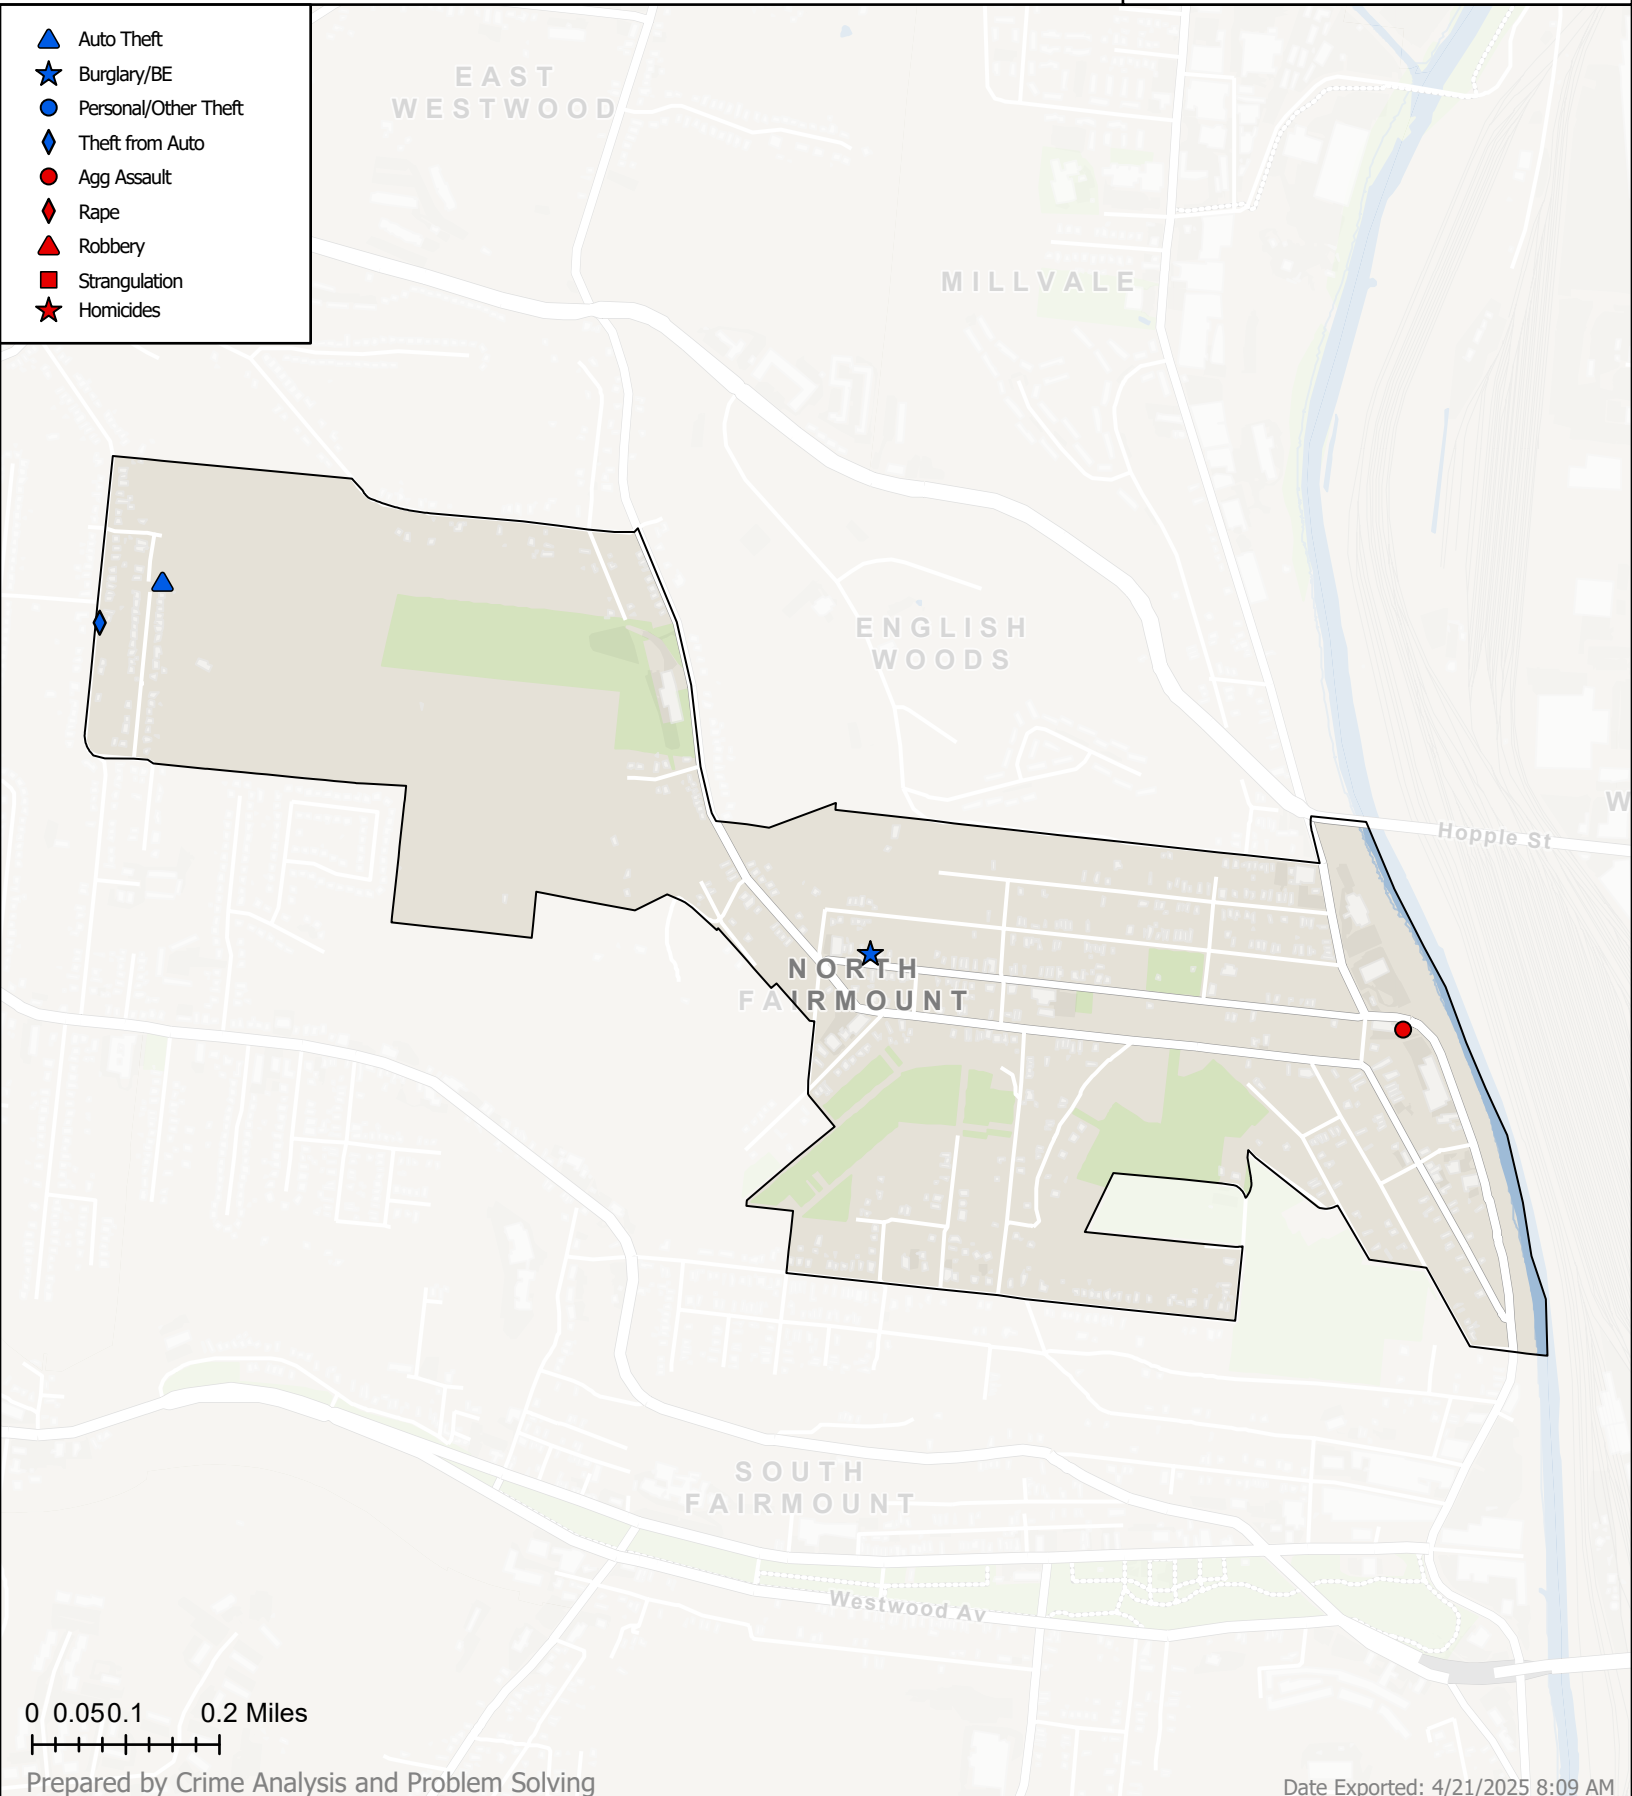 Auto Theft
Burglary/BE
Personal/Other Theft
Theft from Auto
Agg Assault
Rape
Robbery
Strangulation
Homicides
EAST
WESTWOOD
MILLVALE
ENGLISH
WOODS
W
Hopple St
NORTH
FAIRMOUNT
SOUTH
FAIRMOUNT
Westwood Av
0 0.05 0.1 0.2 Miles
Prepared by Crime Analysis and Problem Solving
Date Exported: 4/21/2025 8:09 AM